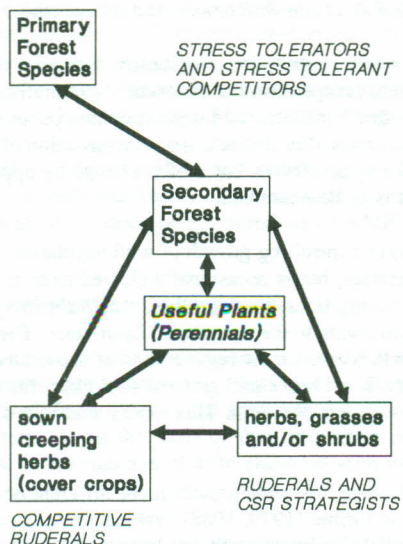 Primary
Forest
Species
STRESS TOLERATORS
AND STRESS TOLERANT
COMPETITORS
Secondary
Forest
Species
Useful Plants
(Perennials)
sown
creeping
herbs
(cover crops)
herbs, grasses
and/or shrubs
COMPETITIVE
RUDERALS
RUDERALS AND
CSR STRATEGISTS